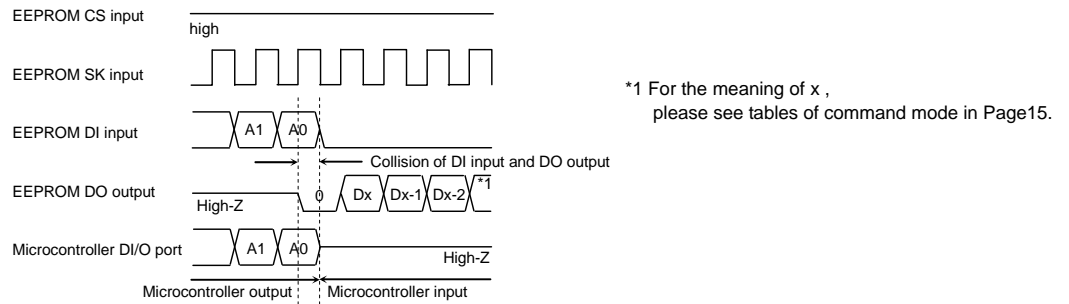 EEPROM CS input
high
EEPROM SK input
*1 For the meaning of x ,
please see tables of command mode in Page15.
EEPROM DI input
A1 A0
Collision of DI input and DO output
EEPROM DO output
High-Z
0 Dx Dx-1 Dx-2 *1
Microcontroller DI/O port
A1 A0
High-Z
Microcontroller output Microcontroller input